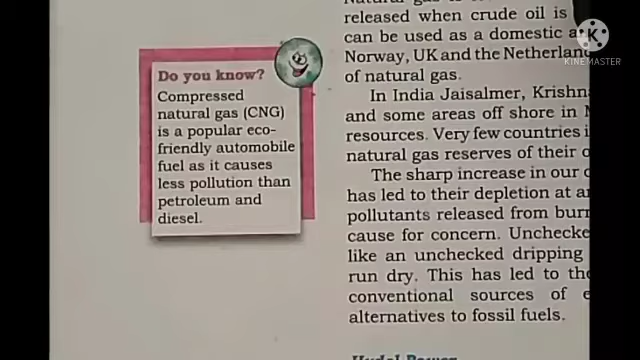 Do you know?
Compressed
natural gas (CNG)
is a popular eco-
friendly automobile
fuel as it causes
less pollution than
petroleum and
diesel.
released when crude oil is
can be used as a domestic
Norway, UK and the Netherland
of natural gas.
In India Jaisalmer, Krishn
and some areas off shore in
resources. Very few countries
natural gas reserves of their
The sharp increase in our
has led to their depletion at
pollutants released from bur
cause for concern. Unchecke
like an unchecked dripping
run dry. This has led to the
conventional sources of
alternatives to fossil fuels.
KINEMASTER